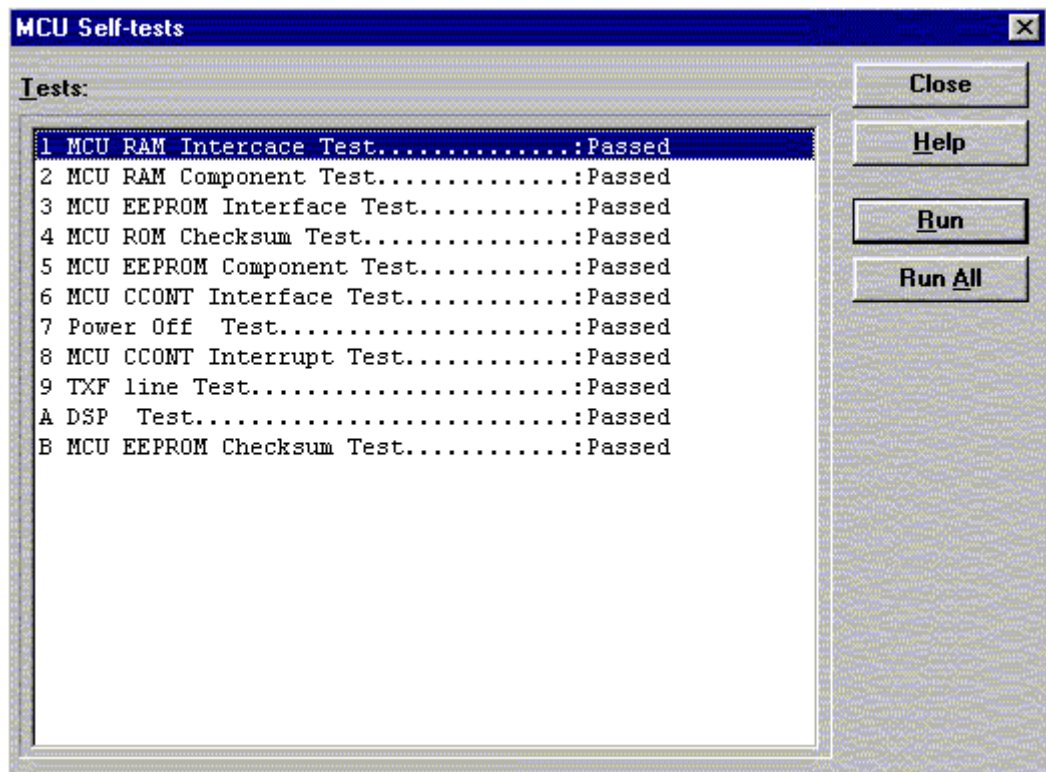 MCU Self-tests
Tests:
1 MCU RAM Intercace Test...............:Passed
2 MCU RAM Component Test...............:Passed
3 MCU EEPROM Interface Test...........:Passed
4 MCU ROM Checksum Test...............:Passed
5 MCU EEPROM Component Test...........:Passed
6 MCU CCONT Interface Test............:Passed
7 Power Off  Test.....................:Passed
8 MCU CCONT Interrupt Test............:Passed
9 TXF line Test.......................:Passed
A DSP  Test...........................:Passed
B MCU EEPROM Checksum Test............:Passed
Close
Help
Run
Run All